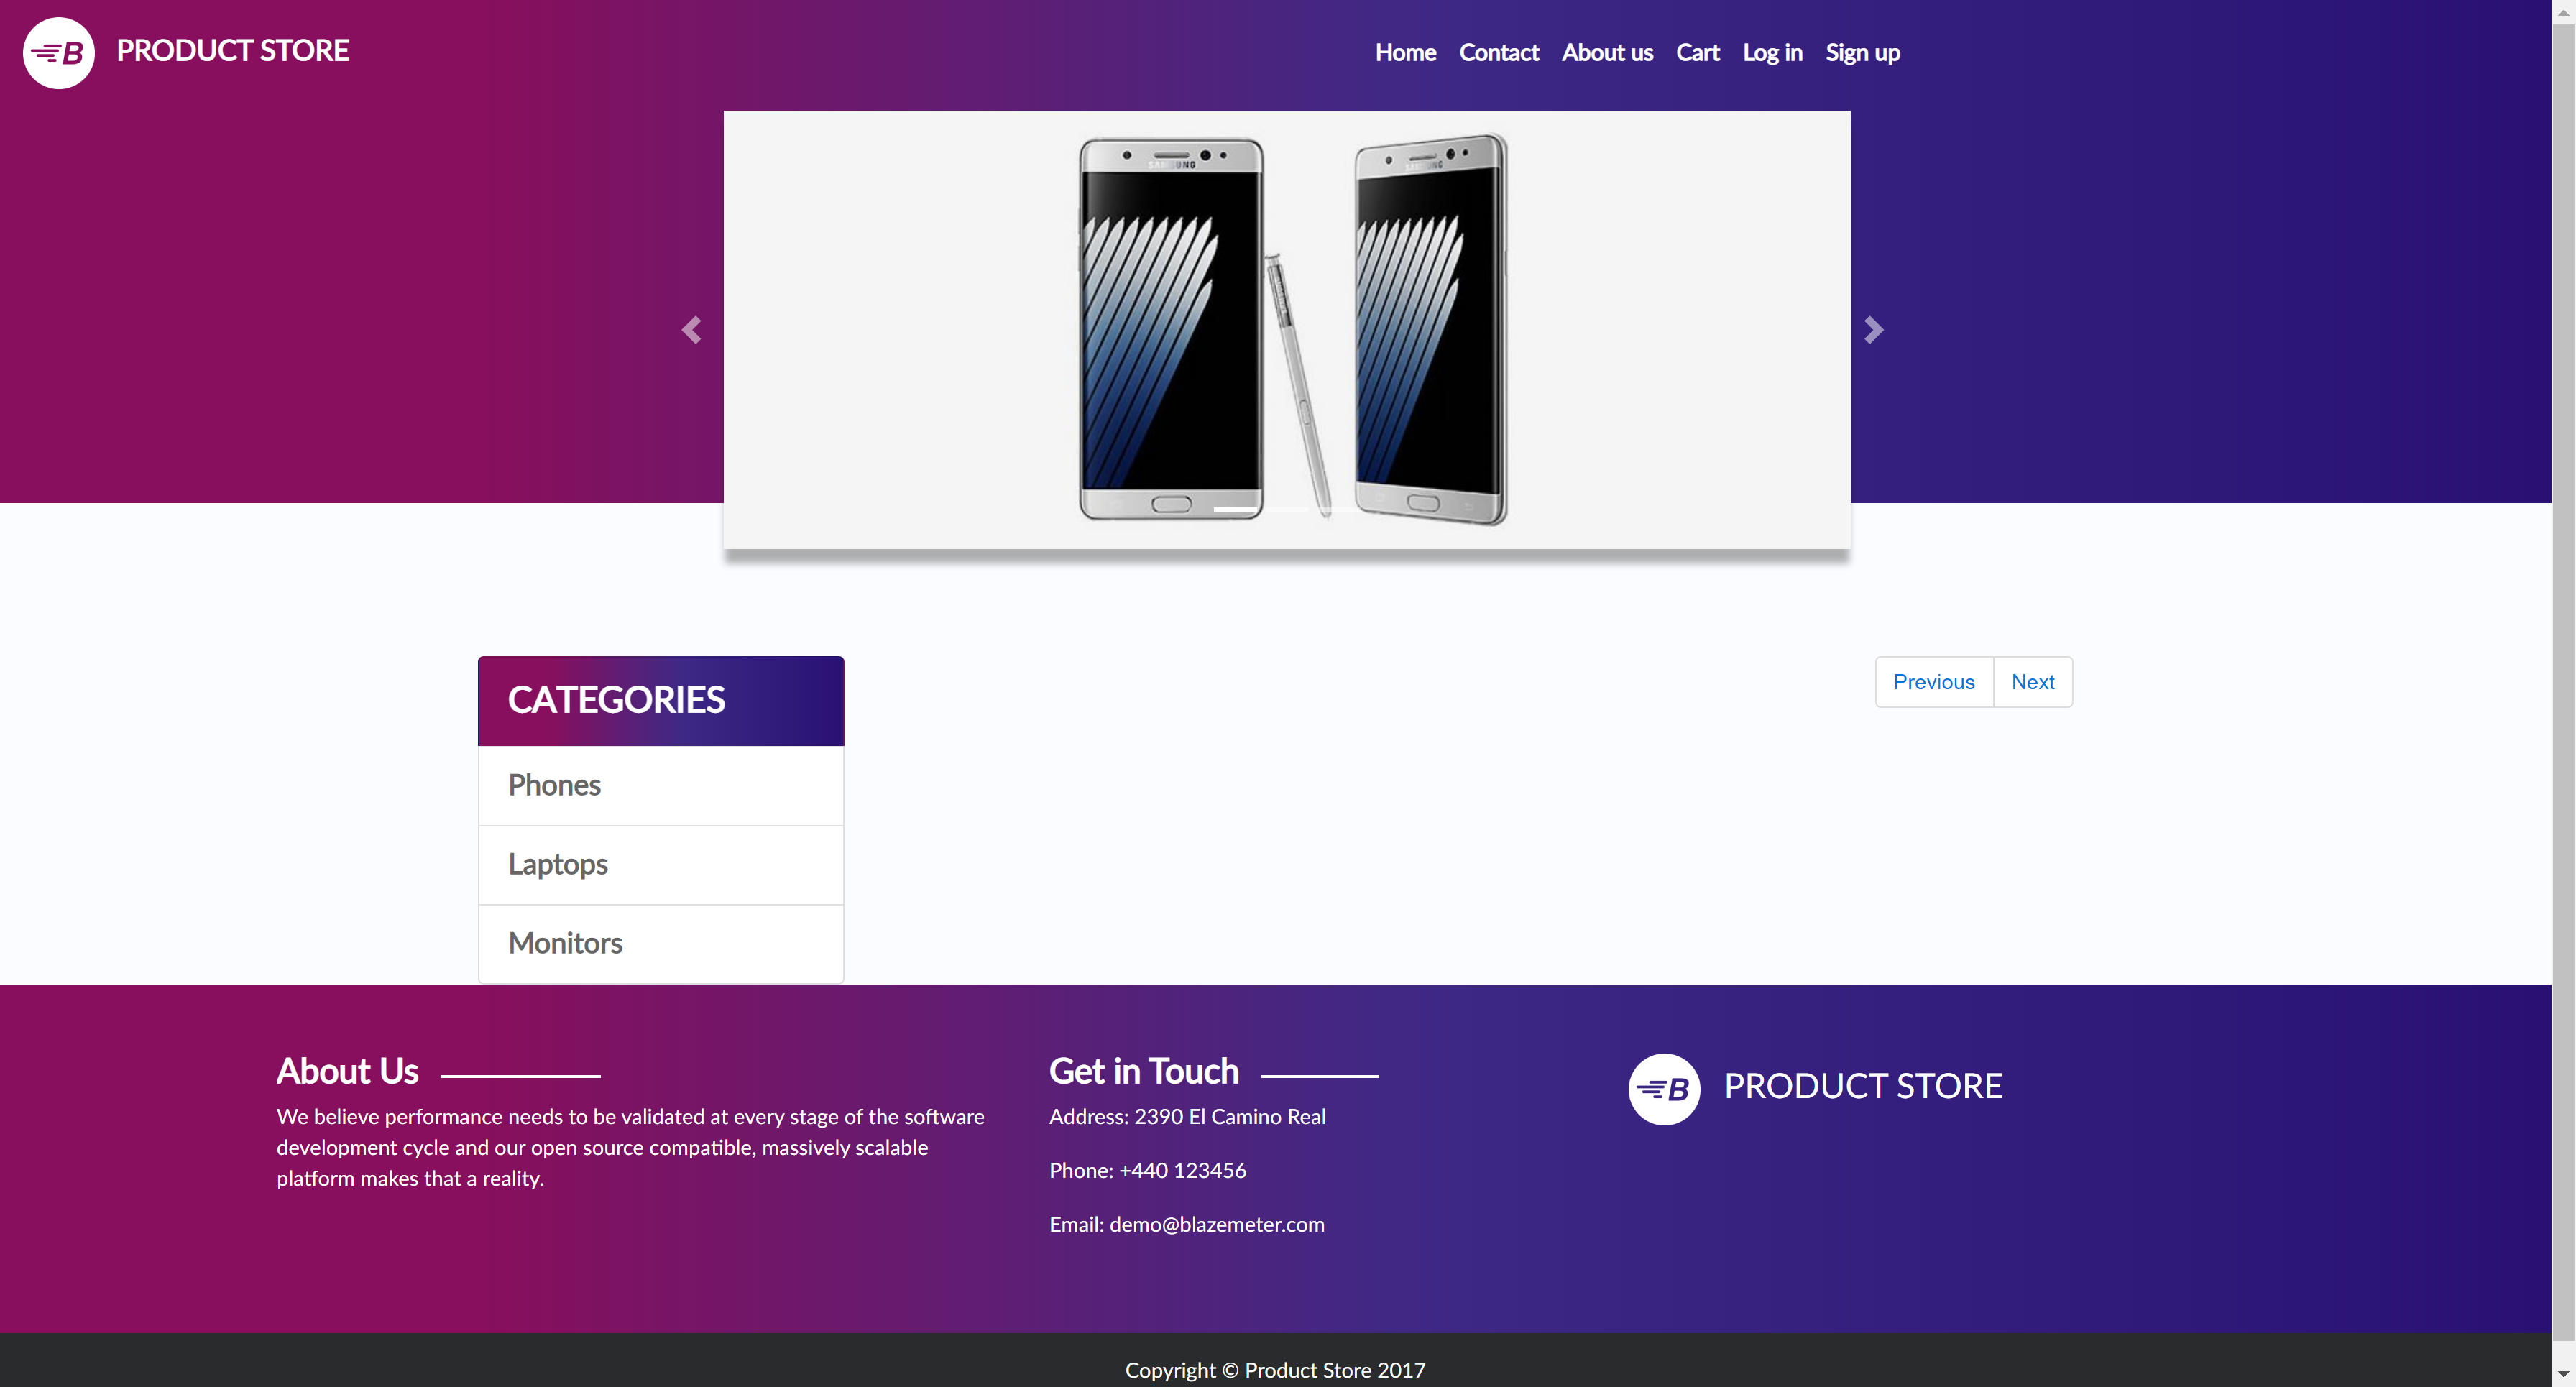 B PRODUCT STORE
Home Contact About us Cart Log in Sign up
SAMSUNG SAMSUNG
CATEGORIES
Previous Next
Phones
Laptops
Monitors
About Us
We believe performance needs to be validated at every stage of the software
development cycle and our open source compatible, massively scalable
platform makes that a reality.
Get in Touch
Address: 2390 El Camino Real
Phone: +440 123456
Email: demo@blazemeter.com
B PRODUCT STORE
Copyright © Product Store 2017